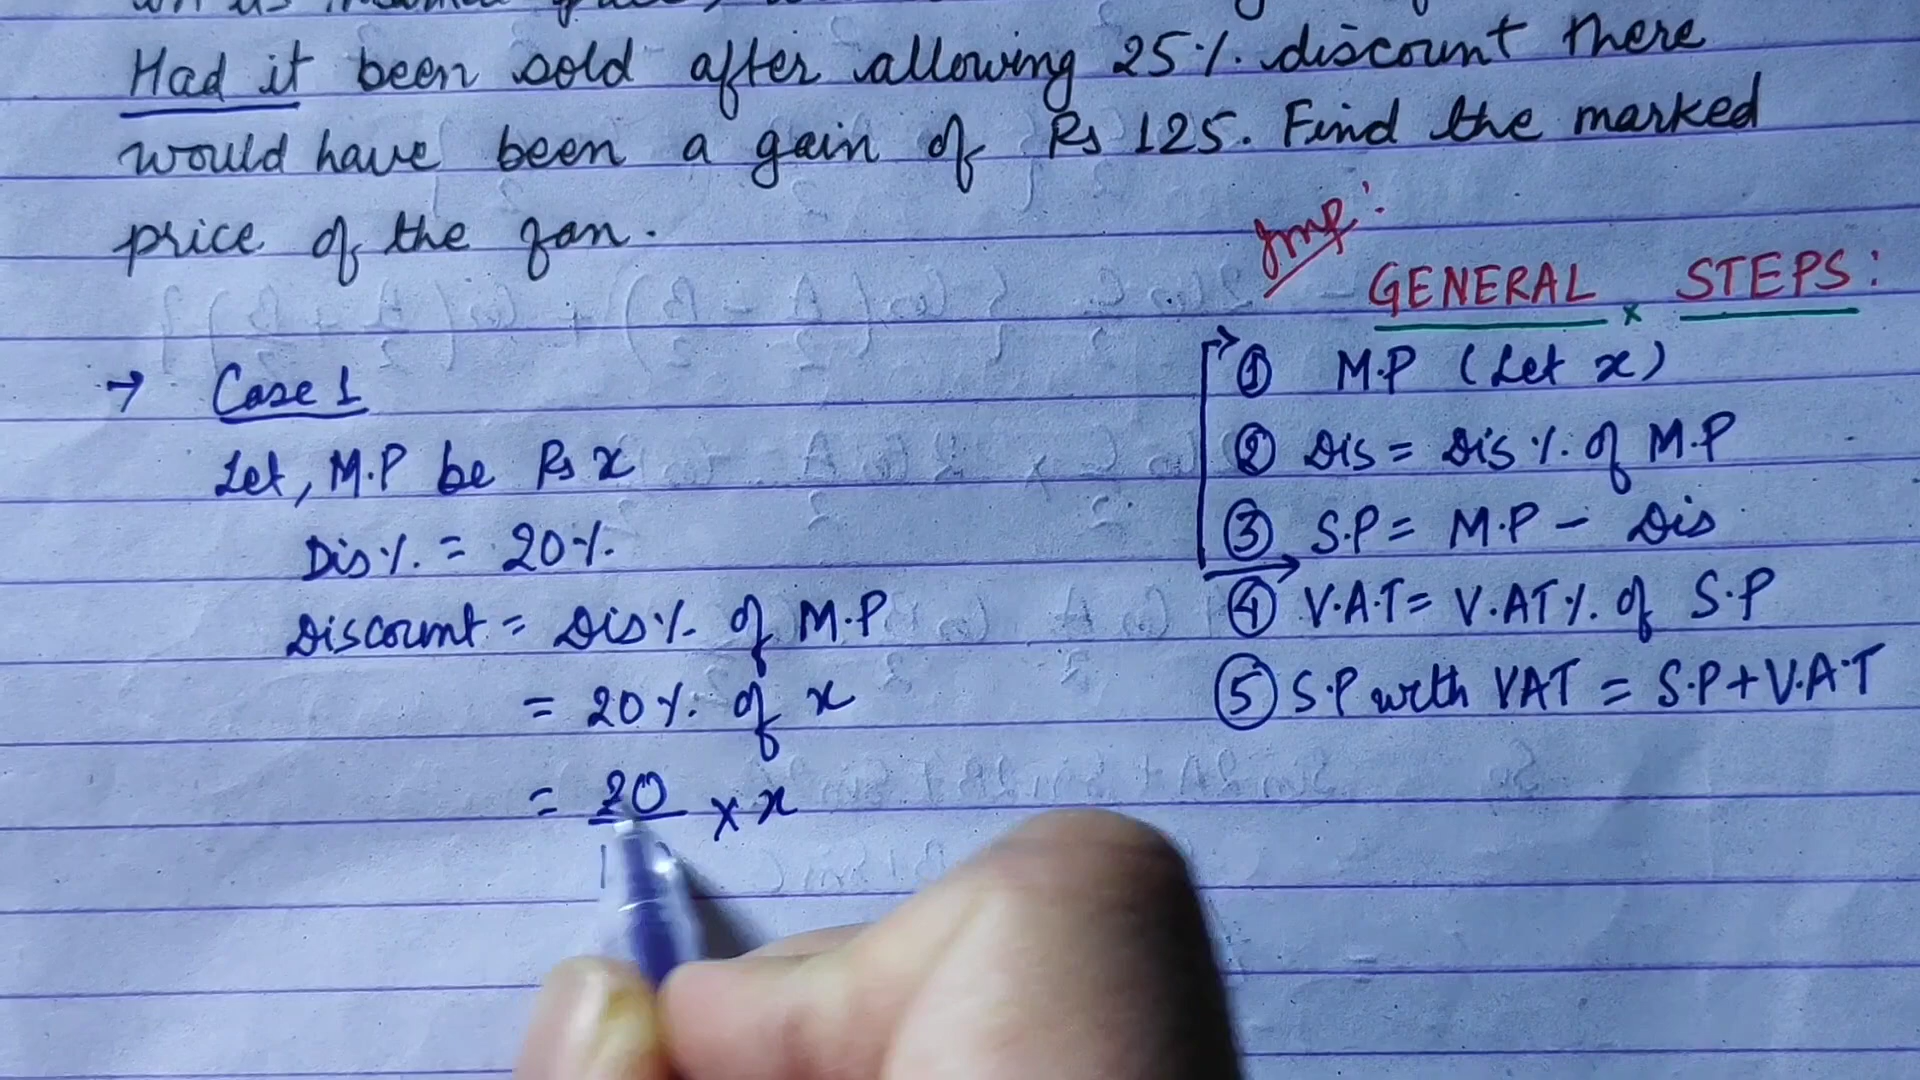 Had it been sold after allowing 25%. discount there
would have been a gain of Rs 125. Find the marked
price of the fan.
Imp:
GENERAL STEPS:
→ Case 1
Let, M.P be Rs x
Dis%. = 20%.
Discount = Dis%. of M.P
= 20%. of x
= 20 × x
① M.P (Let x)
② Dis = Dis%. of M.P
③ S.P = M.P - Dis
④ V.A.T = V.AT%. of S.P
⑤ S.P with VAT = S.P + V.A.T